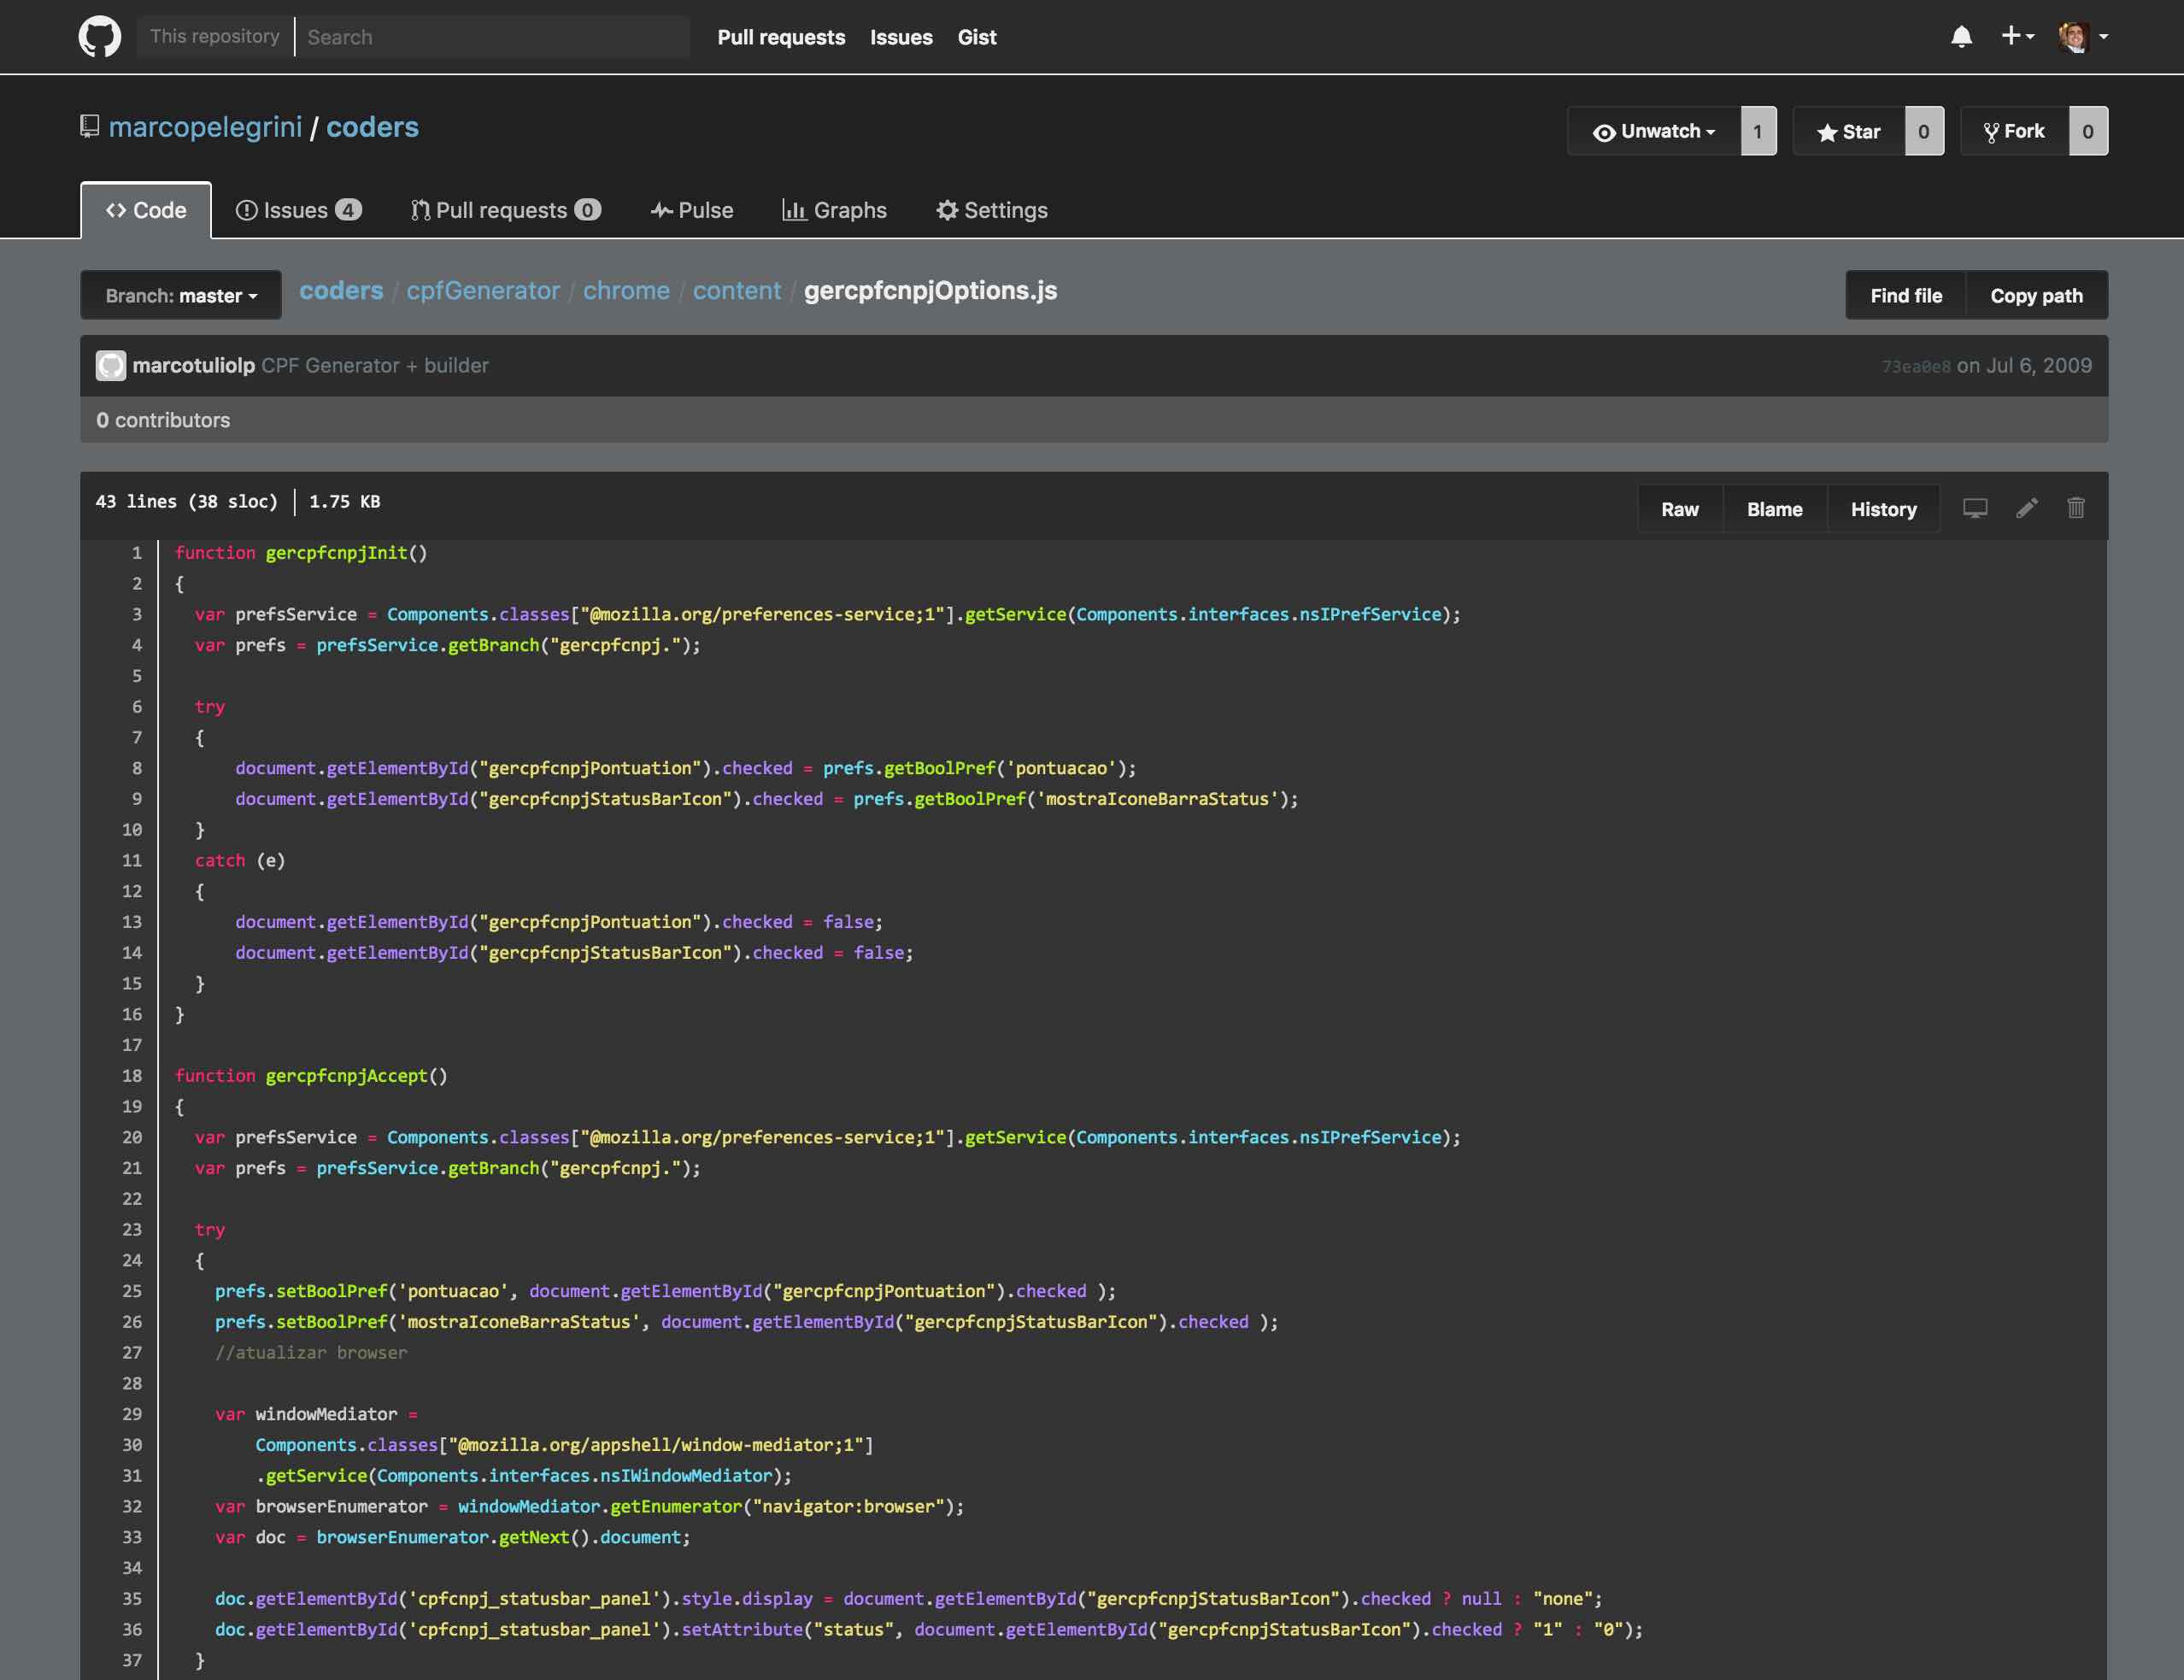 This repository Search Pull requests Issues Gist
marcopelegrini / coders Unwatch 1 Star 0 Fork 0
Code Issues 4 Pull requests 0 Pulse Graphs Settings
Branch: master coders / cpfGenerator / chrome / content / gercpfcnpjOptions.js Find file Copy path
marcotuliolp CPF Generator + builder 73ea0e8 on Jul 6, 2009
0 contributors
43 lines (38 sloc) 1.75 KB Raw Blame History
1 function gercpfcnpjInit()
2 {
3 var prefsService = Components.classes["@mozilla.org/preferences-service;1"].getService(Components.interfaces.nsIPrefService);
4 var prefs = prefsService.getBranch("gercpfcnpj.");
5
6 try
7 {
8 document.getElementById("gercpfcnpjPontuation").checked = prefs.getBoolPref('pontuacao');
9 document.getElementById("gercpfcnpjStatusBarIcon").checked = prefs.getBoolPref('mostraIconeBarraStatus');
10 }
11 catch (e)
12 {
13 document.getElementById("gercpfcnpjPontuation").checked = false;
14 document.getElementById("gercpfcnpjStatusBarIcon").checked = false;
15 }
16 }
17
18 function gercpfcnpjAccept()
19 {
20 var prefsService = Components.classes["@mozilla.org/preferences-service;1"].getService(Components.interfaces.nsIPrefService);
21 var prefs = prefsService.getBranch("gercpfcnpj.");
22
23 try
24 {
25 prefs.setBoolPref('pontuacao', document.getElementById("gercpfcnpjPontuation").checked );
26 prefs.setBoolPref('mostraIconeBarraStatus', document.getElementById("gercpfcnpjStatusBarIcon").checked );
27 //atualizar browser
28
29 var windowMediator =
30 Components.classes["@mozilla.org/appshell/window-mediator;1"]
31 .getService(Components.interfaces.nsIWindowMediator);
32 var browserEnumerator = windowMediator.getEnumerator("navigator:browser");
33 var doc = browserEnumerator.getNext().document;
34
35 doc.getElementById('cpfcnpj_statusbar_panel').style.display = document.getElementById("gercpfcnpjStatusBarIcon").checked ? null : "none";
36 doc.getElementById('cpfcnpj_statusbar_panel').setAttribute("status", document.getElementById("gercpfcnpjStatusBarIcon").checked ? "1" : "0");
37 }